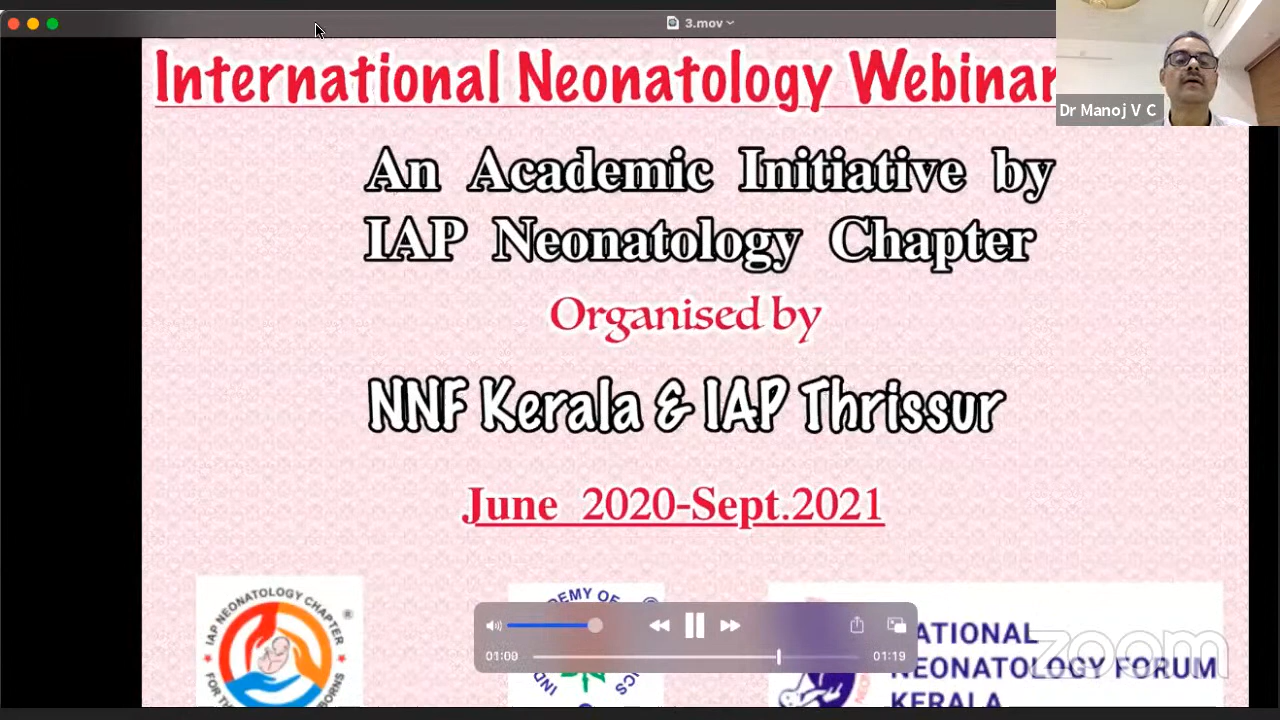 3.mov
International Neonatology Webinar
Dr Manoj V C
An Academic Initiative by
IAP Neonatology Chapter
Organised by
NNF Kerala & IAP Thrissur
June 2020-Sept.2021
IAP NEONATOLOGY CHAPTER
®
01:09
01:19
ATIONAL
NEONATOLOGY FORUM
KERALA
zoom